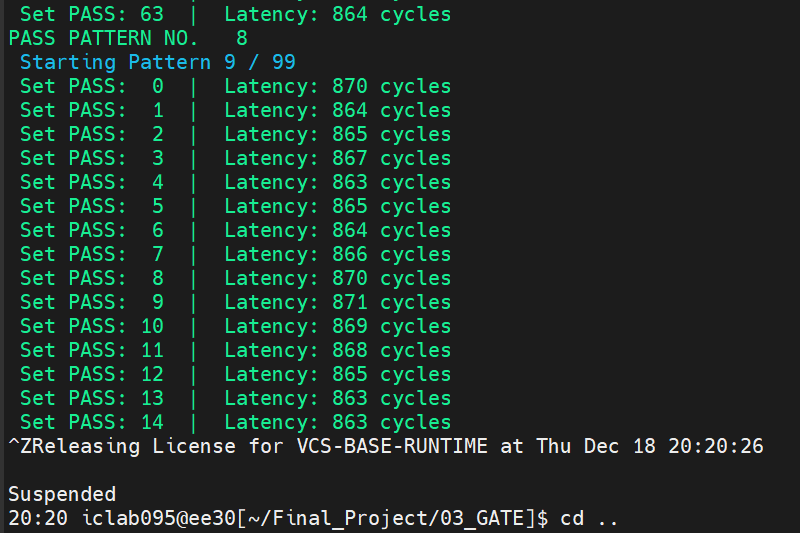 Set PASS: 63  |  Latency: 864 cycles
PASS PATTERN NO.   8
Starting Pattern 9 / 99
Set PASS:  0  |  Latency: 870 cycles
Set PASS:  1  |  Latency: 864 cycles
Set PASS:  2  |  Latency: 865 cycles
Set PASS:  3  |  Latency: 867 cycles
Set PASS:  4  |  Latency: 863 cycles
Set PASS:  5  |  Latency: 865 cycles
Set PASS:  6  |  Latency: 864 cycles
Set PASS:  7  |  Latency: 866 cycles
Set PASS:  8  |  Latency: 870 cycles
Set PASS:  9  |  Latency: 871 cycles
Set PASS: 10  |  Latency: 869 cycles
Set PASS: 11  |  Latency: 868 cycles
Set PASS: 12  |  Latency: 865 cycles
Set PASS: 13  |  Latency: 863 cycles
Set PASS: 14  |  Latency: 863 cycles
^ZReleasing License for VCS-BASE-RUNTIME at Thu Dec 18 20:20:26
Suspended
20:20 iclab095@ee30[~/Final_Project/03_GATE]$ cd ..